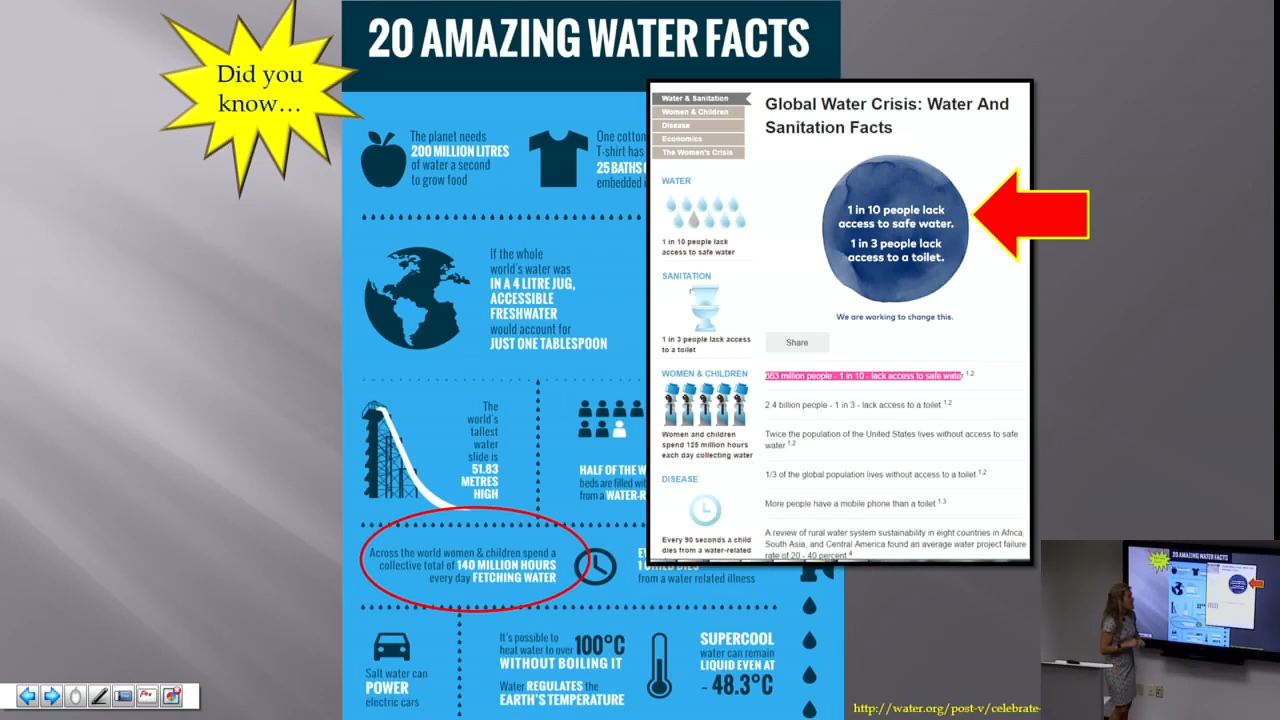 Did you
know...
20 AMAZING WATER FACTS
The planet needs
200 MILLION LITRES
of water a second
to grow food
One cotton
T-shirt has
25 BATHS
embedded
If the whole
world's water was
IN A 4 LITRE JUG,
ACCESSIBLE
FRESHWATER
would account for
JUST ONE TABLESPOON
The
world's
tallest
water
slide is
51.83
METRES
HIGH
HALF OF THE W
beds are filled wit
from a WATER-R
Across the world women & children spend a
collective total of 140 MILLION HOURS
every day FETCHING WATER
from a water related illness
Salt water can
POWER
electric cars
It's possible to
heat water to over 100°C
WITHOUT BOILING IT
Water REGULATES the
EARTH'S TEMPERATURE
SUPERCOOL
water can remain
LIQUID EVEN AT
- 48.3°C
Water & Sanitation
Women & Children
Disease
Economics
The Women's Crisis
WATER
1 in 10 people lack
access to safe water
SANITATION
1 in 3 people lack access
to a toilet
WOMEN & CHILDREN
Women and children
spend 125 million hours
each day collecting water
DISEASE
Every 90 seconds a child
dies from a water-related
Global Water Crisis: Water And
Sanitation Facts
1 in 10 people lack
access to safe water.
1 in 3 people lack
access to a toilet.
We are working to change this.
Share
663 million people - 1 in 10 - lack access to safe water 1,2
2.4 billion people - 1 in 3 - lack access to a toilet 1,2
Twice the population of the United States lives without access to safe
water 1,2
1/3 of the global population lives without access to a toilet 1,2
More people have a mobile phone than a toilet 1,3
A review of rural water system sustainability in eight countries in Africa,
South Asia, and Central America found an average water project failure
rate of 20 - 40 percent 4
20 AMAZING WATER FACTS
http://water.org/post-v/celebrate-